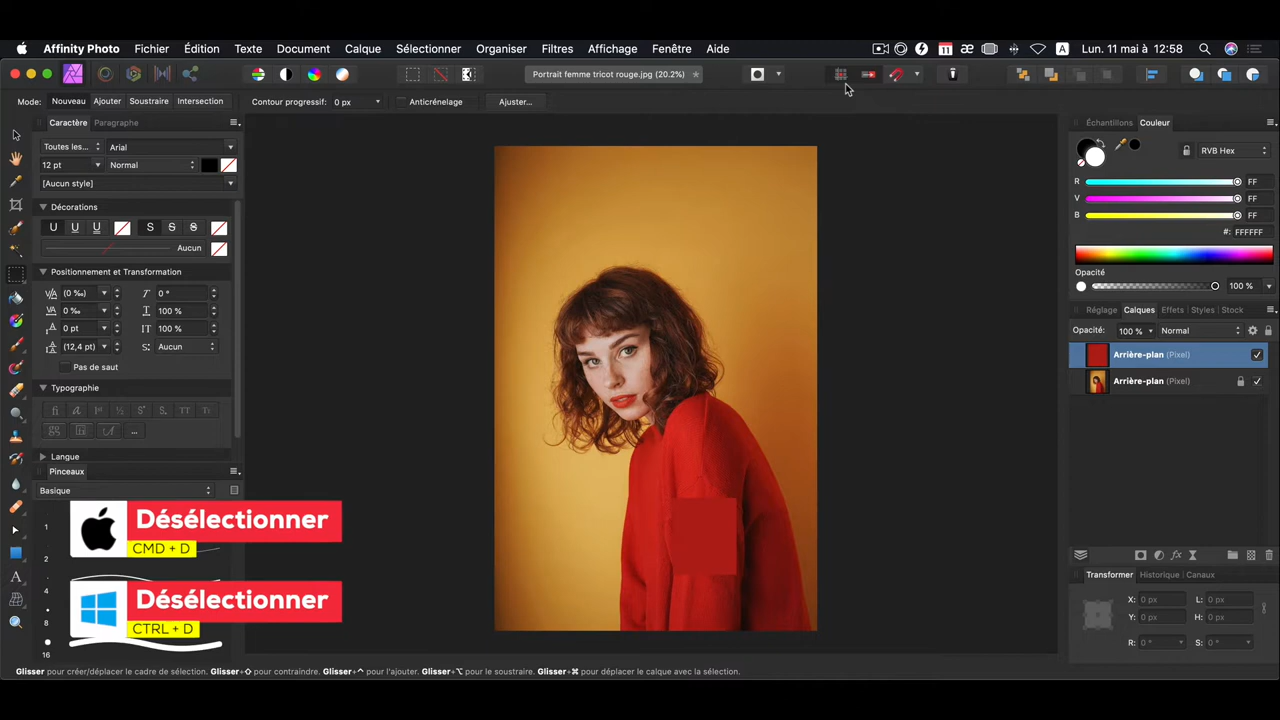 Affinity Photo Fichier Édition Texte Document Calque Sélectionner Organiser Filtres Affichage Fenêtre Aide 11 æ A Lun. 11 mai à 12:58
Portrait femme tricot rouge.jpg (20.2%) *
Mode: Nouveau Ajouter Soustraire Intersection Contour progressif: 0 px Anticrénelage Ajuster...
Caractère Paragraphe
Toutes les... Arial
12 pt Normal
[Aucun style]
Décorations
U U U S S S
Aucun
Positionnement et Transformation
(0 ‰) 0 °
0 ‰ 100 %
0 pt 100 %
(12,4 pt) Aucun
Pas de saut
Typographie
Langue
Pinceaux
Basique
1
2
4
8
16
Désélectionner
CMD + D
Désélectionner
CTRL + D
Échantillons Couleur
RVB Hex
R FF
V FF
B FF
#: FFFFFF
Opacité
100 %
Réglage Calques Effets Styles Stock
Opacité: 100 % Normal
Arrière-plan (Pixel)
Arrière-plan (Pixel)
Transformer Historique Canaux
X: 0 px L: 0 px
Y: 0 px H: 0 px
R: 0 ° S: 0 °
Glisser pour créer/déplacer le cadre de sélection. Glisser+⇧ pour contraindre. Glisser+⌃ pour l'ajouter. Glisser+⌥ pour le soustraire. Glisser+⌘ pour déplacer le calque avec la sélection.